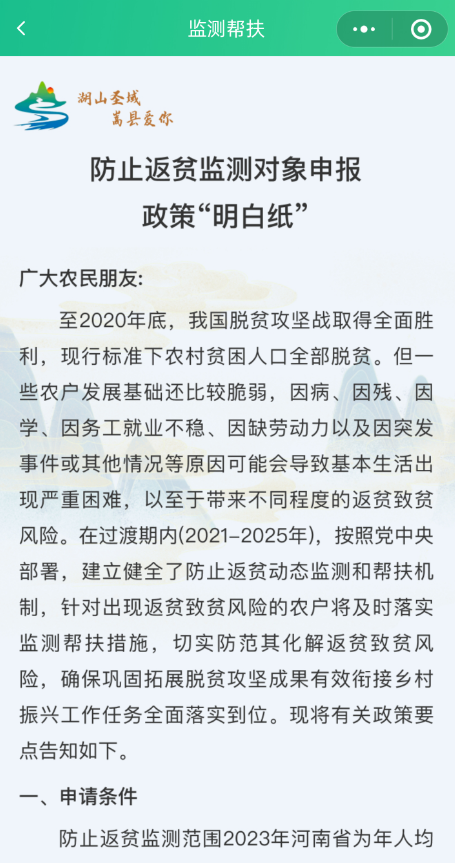 监测帮扶
湖山圣域
嵩县爱你
防止返贫监测对象申报
政策“明白纸”
广大农民朋友:
至2020年底，我国脱贫攻坚战取得全面胜
利，现行标准下农村贫困人口全部脱贫。但一
些农户发展基础还比较脆弱，因病、因残、因
学、因务工就业不稳、因缺劳动力以及因突发
事件或其他情况等原因可能会导致基本生活出
现严重困难，以至于带来不同程度的返贫致贫
风险。在过渡期内(2021-2025年)，按照党中央
部署，建立健全了防止返贫动态监测和帮扶机
制，针对出现返贫致贫风险的农户将及时落实
监测帮扶措施，切实防范其化解返贫致贫风
险，确保巩固拓展脱贫攻坚成果有效衔接乡村
振兴工作任务全面落实到位。现将有关政策要
点告知如下。
一、申请条件
防止返贫监测范围2023年河南省为年人均